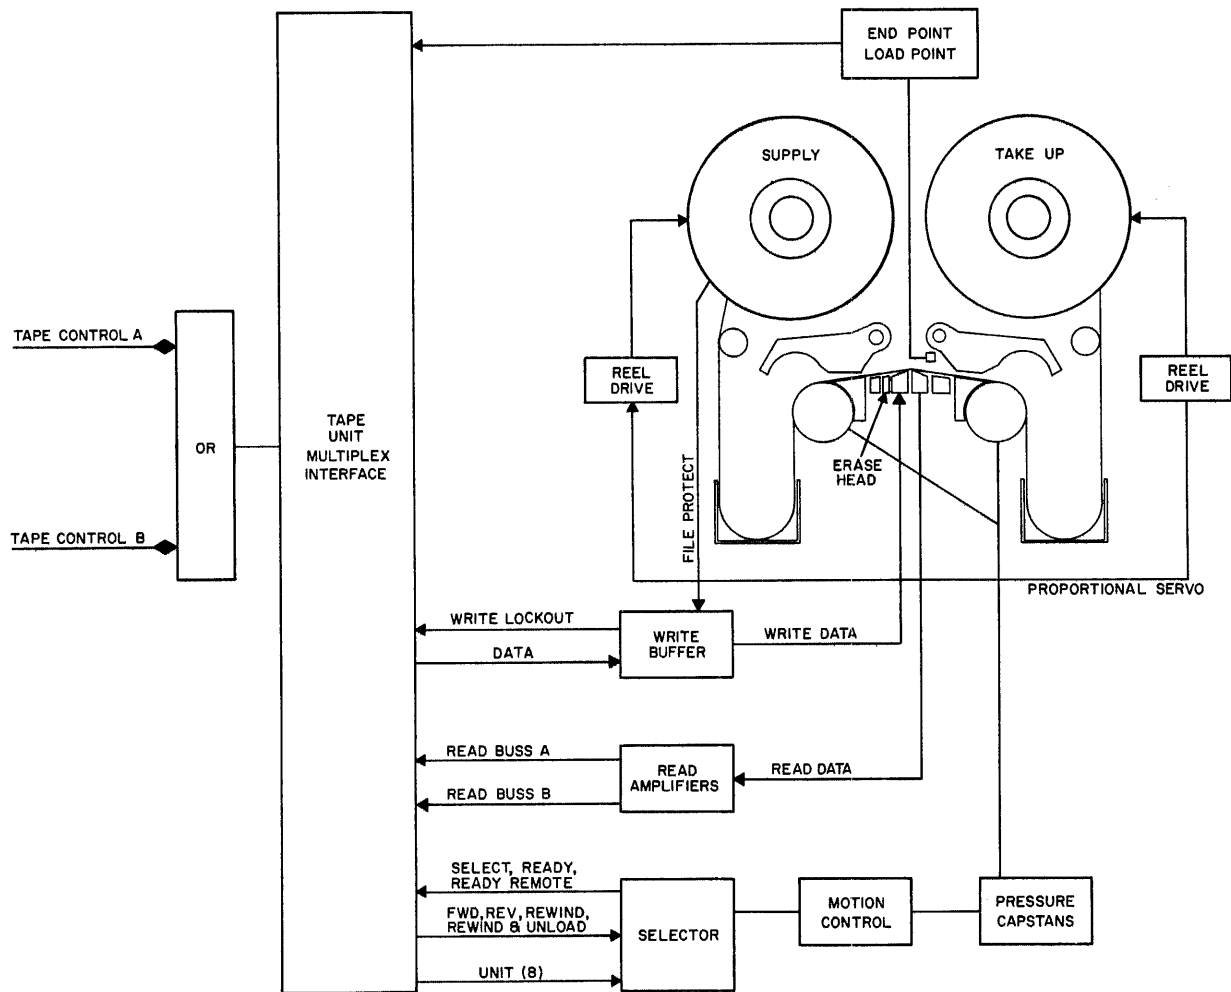 END POINT
LOAD POINT
SUPPLY
TAKE UP
TAPE CONTROL A
REEL
DRIVE
REEL
DRIVE
OR
TAPE
UNIT
MULTIPLEX
INTERFACE
ERASE
HEAD
FILE PROTECT
TAPE CONTROL B
PROPORTIONAL SERVO
WRITE LOCKOUT
WRITE
BUFFER
WRITE DATA
DATA
READ BUSS A
READ
AMPLIFIERS
READ DATA
READ BUSS B
SELECT, READY,
READY REMOTE
FWD, REV, REWIND,
REWIND & UNLOAD
SELECTOR
MOTION
CONTROL
PRESSURE
CAPSTANS
UNIT (8)